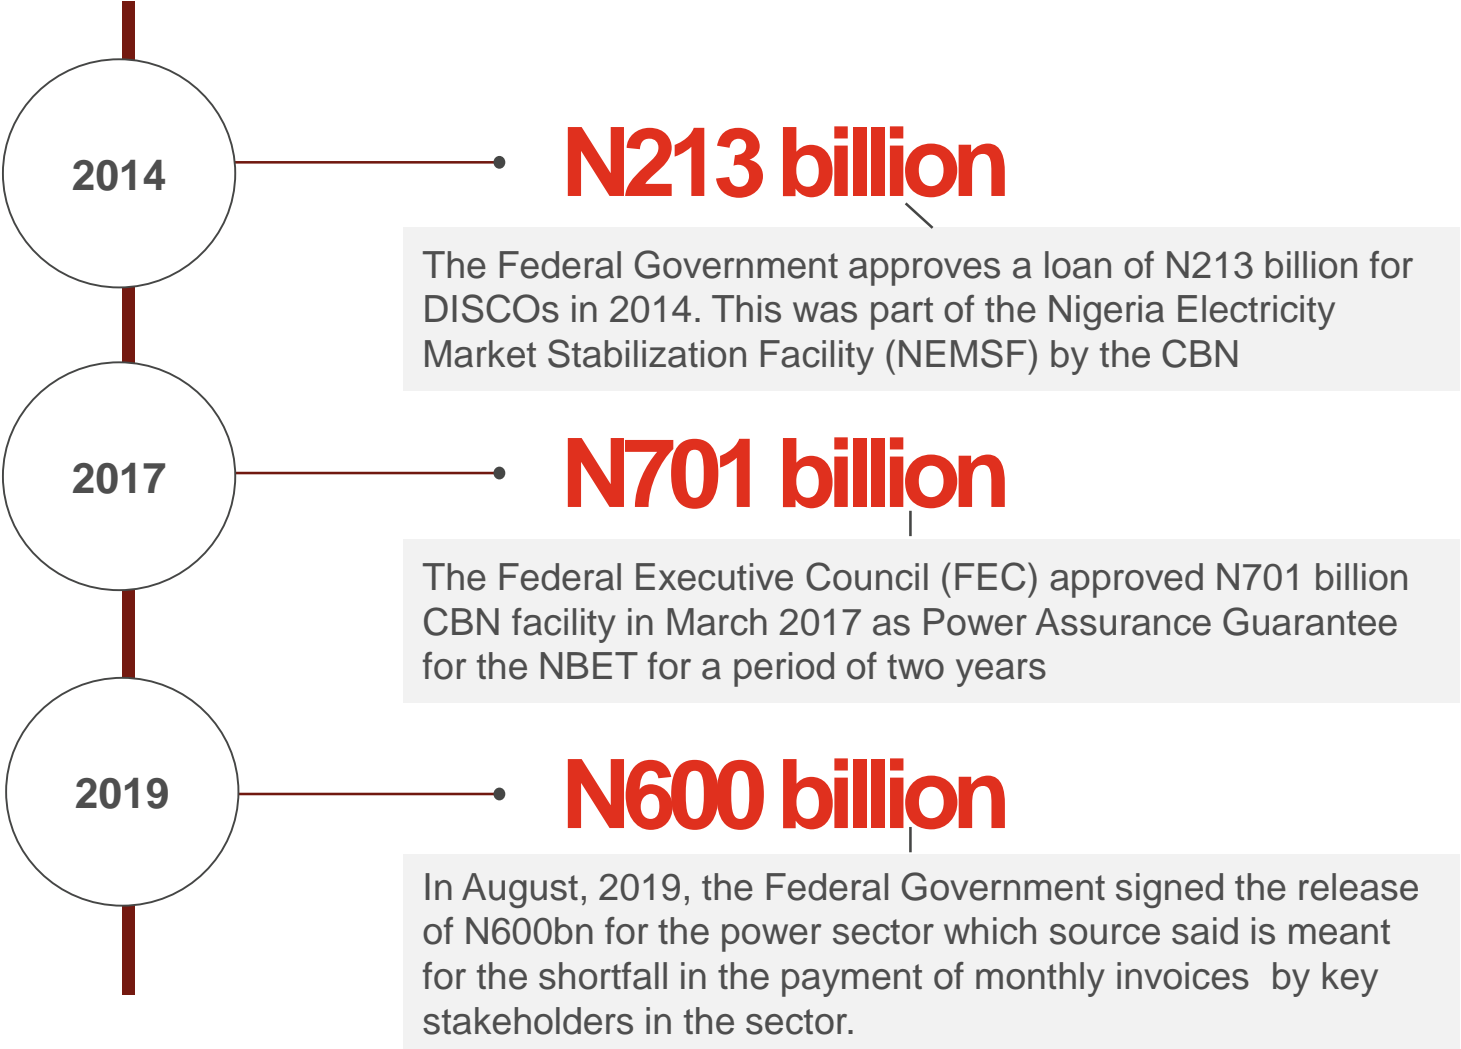 2014
N213 billion
The Federal Government approves a loan of N213 billion for
DISCOs in 2014. This was part of the Nigeria Electricity
Market Stabilization Facility (NEMSF) by the CBN
2017
N701 billion
The Federal Executive Council (FEC) approved N701 billion
CBN facility in March 2017 as Power Assurance Guarantee
for the NBET for a period of two years
2019
N600 billion
In August, 2019, the Federal Government signed the release
of N600bn for the power sector which source said is meant
for the shortfall in the payment of monthly invoices  by key
stakeholders in the sector.